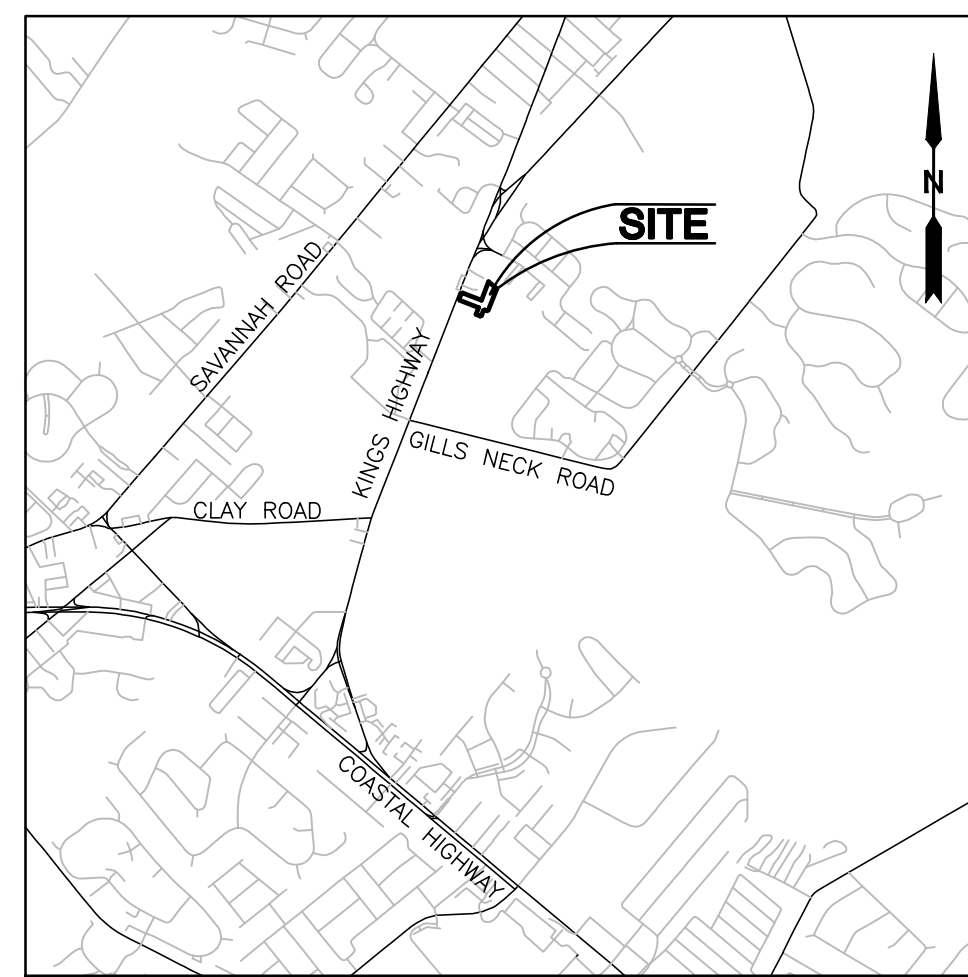 N
SITE
SAVANNAH ROAD
KINGS HIGHWAY
GILLS NECK ROAD
CLAY ROAD
COASTAL HIGHWAY